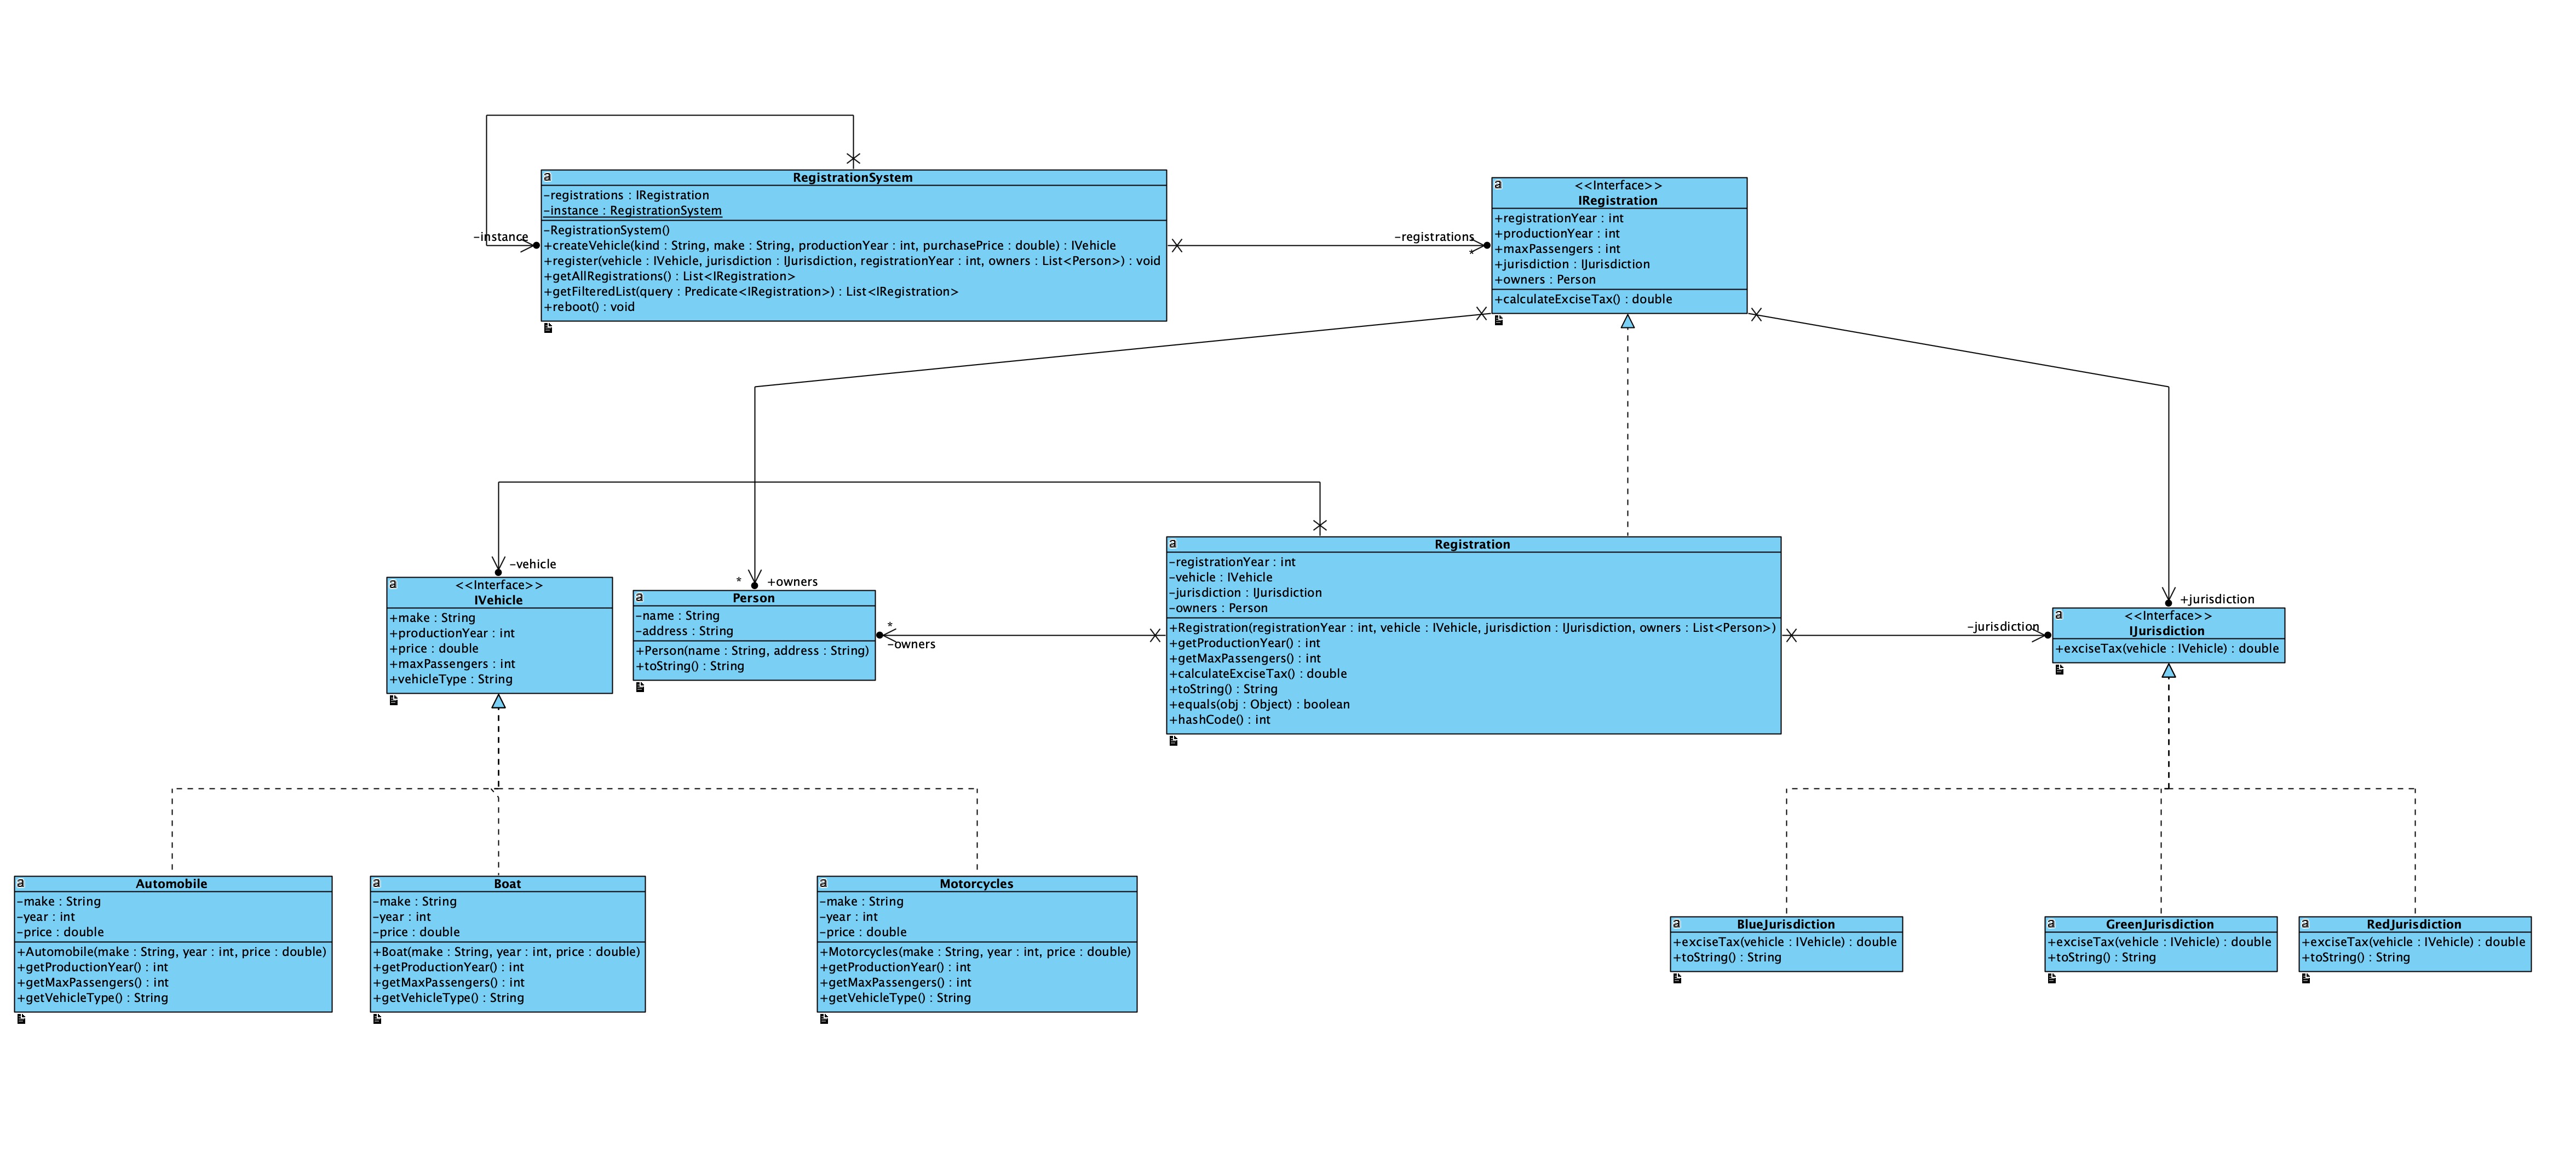 a
RegistrationSystem
-registrations : IRegistration
-instance : RegistrationSystem
-RegistrationSystem()
+createVehicle(kind : String, make : String, productionYear : int, purchasePrice : double) : IVehicle
+register(vehicle : IVehicle, jurisdiction : IJurisdiction, registrationYear : int, owners : List<Person>) : void
+getAllRegistrations() : List<IRegistration>
+getFilteredList(query : Predicate<IRegistration>) : List<IRegistration>
+reboot() : void
-instance
-registrations
*
a
<<Interface>>
IRegistration
+registrationYear : int
+productionYear : int
+maxPassengers : int
+jurisdiction : IJurisdiction
+owners : Person
+calculateExciseTax() : double
-vehicle
a
<<Interface>>
IVehicle
+make : String
+productionYear : int
+price : double
+maxPassengers : int
+vehicleType : String
*
+owners
a
Person
-name : String
-address : String
+Person(name : String, address : String)
+toString() : String
*
-owners
a
Registration
-registrationYear : int
-vehicle : IVehicle
-jurisdiction : IJurisdiction
-owners : Person
+Registration(registrationYear : int, vehicle : IVehicle, jurisdiction : IJurisdiction, owners : List<Person>)
+getProductionYear() : int
+getMaxPassengers() : int
+calculateExciseTax() : double
+toString() : String
+equals(obj : Object) : boolean
+hashCode() : int
-jurisdiction
+jurisdiction
a
<<Interface>>
IJurisdiction
+exciseTax(vehicle : IVehicle) : double
a
Automobile
-make : String
-year : int
-price : double
+Automobile(make : String, year : int, price : double)
+getProductionYear() : int
+getMaxPassengers() : int
+getVehicleType() : String
a
Boat
-make : String
-year : int
-price : double
+Boat(make : String, year : int, price : double)
+getProductionYear() : int
+getMaxPassengers() : int
+getVehicleType() : String
a
Motorcycles
-make : String
-year : int
-price : double
+Motorcycles(make : String, year : int, price : double)
+getProductionYear() : int
+getMaxPassengers() : int
+getVehicleType() : String
a
BlueJurisdiction
+exciseTax(vehicle : IVehicle) : double
+toString() : String
a
GreenJurisdiction
+exciseTax(vehicle : IVehicle) : double
+toString() : String
a
RedJurisdiction
+exciseTax(vehicle : IVehicle) : double
+toString() : String